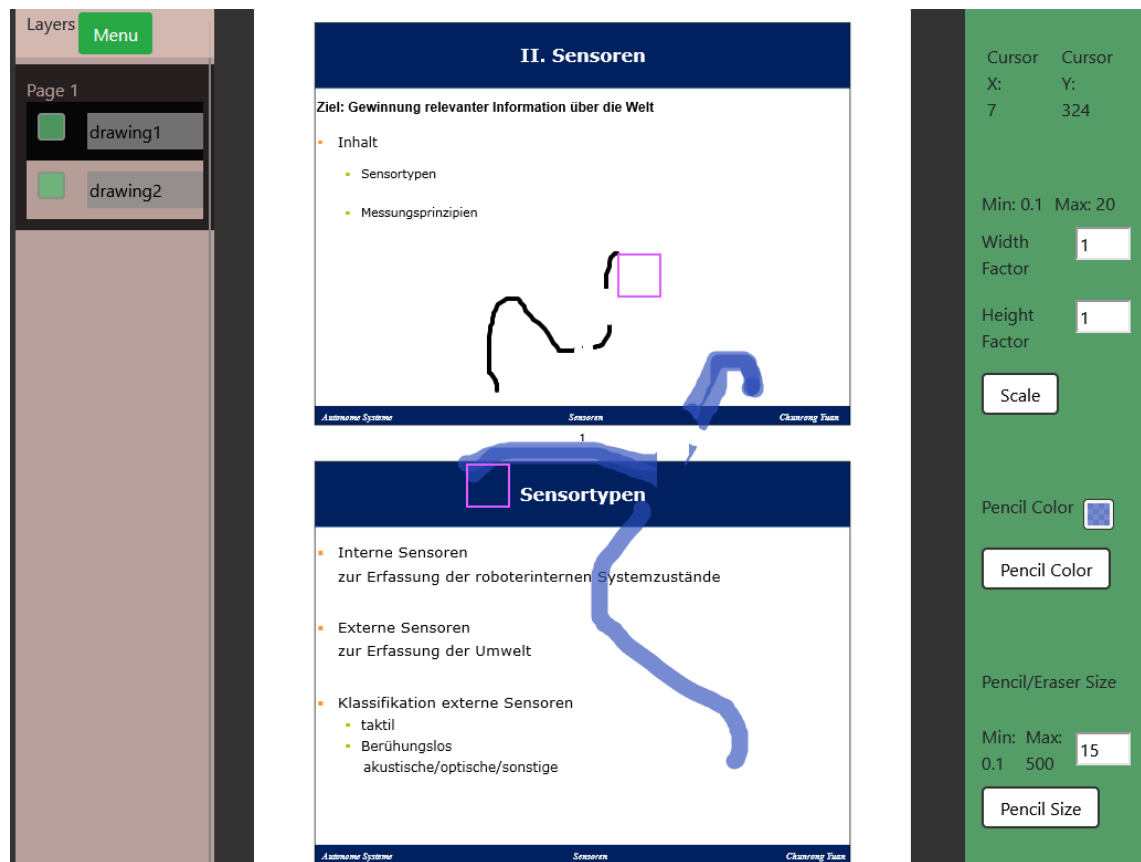 Layers Menu
Page 1
drawing1
drawing2
II. Sensoren
Ziel: Gewinnung relevanter Information über die Welt
Inhalt
Sensortypen
Messungsprinzipien
Autonome Systeme Sensoren Chunrong Yuan
1
Sensortypen
Interne Sensoren
zur Erfassung der roboterinternen Systemzustände
Externe Sensoren
zur Erfassung der Umwelt
Klassifikation externe Sensoren
taktil
Berühungslos
akustische/optische/sonstige
Autonome Systeme Sensoren Chunrong Yuan
Cursor Cursor
X: Y:
7 324
Min: 0.1 Max: 20
Width 1
Factor
Height 1
Factor
Scale
Pencil Color
Pencil Color
Pencil/Eraser Size
Min: Max: 15
0.1 500
Pencil Size